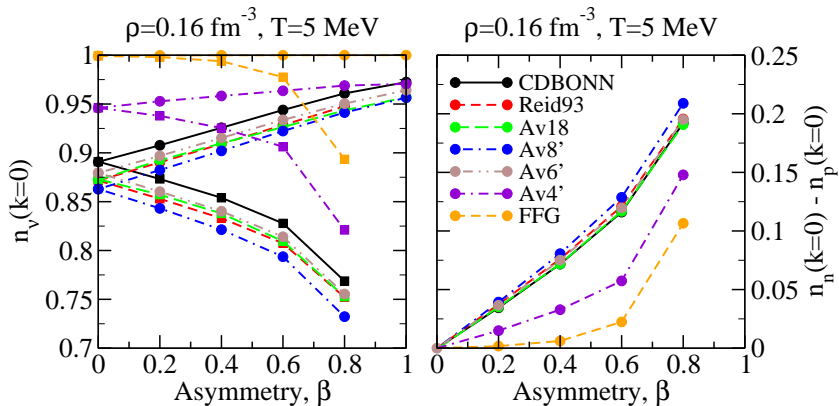 ρ=0.16 fm⁻³, T=5 MeV
n_ν(k=0)
1
0.95
0.9
0.85
0.8
0.75
0.7
0 0.2 0.4 0.6 0.8 1
Asymmetry, β
ρ=0.16 fm⁻³, T=5 MeV
CDBONN
Reid93
Av18
Av8'
Av6'
Av4'
FFG
0.25
0.2
0.15
0.1
0.05
0
n_n(k=0) - n_p(k=0)
0 0.2 0.4 0.6 0.8 1
Asymmetry, β